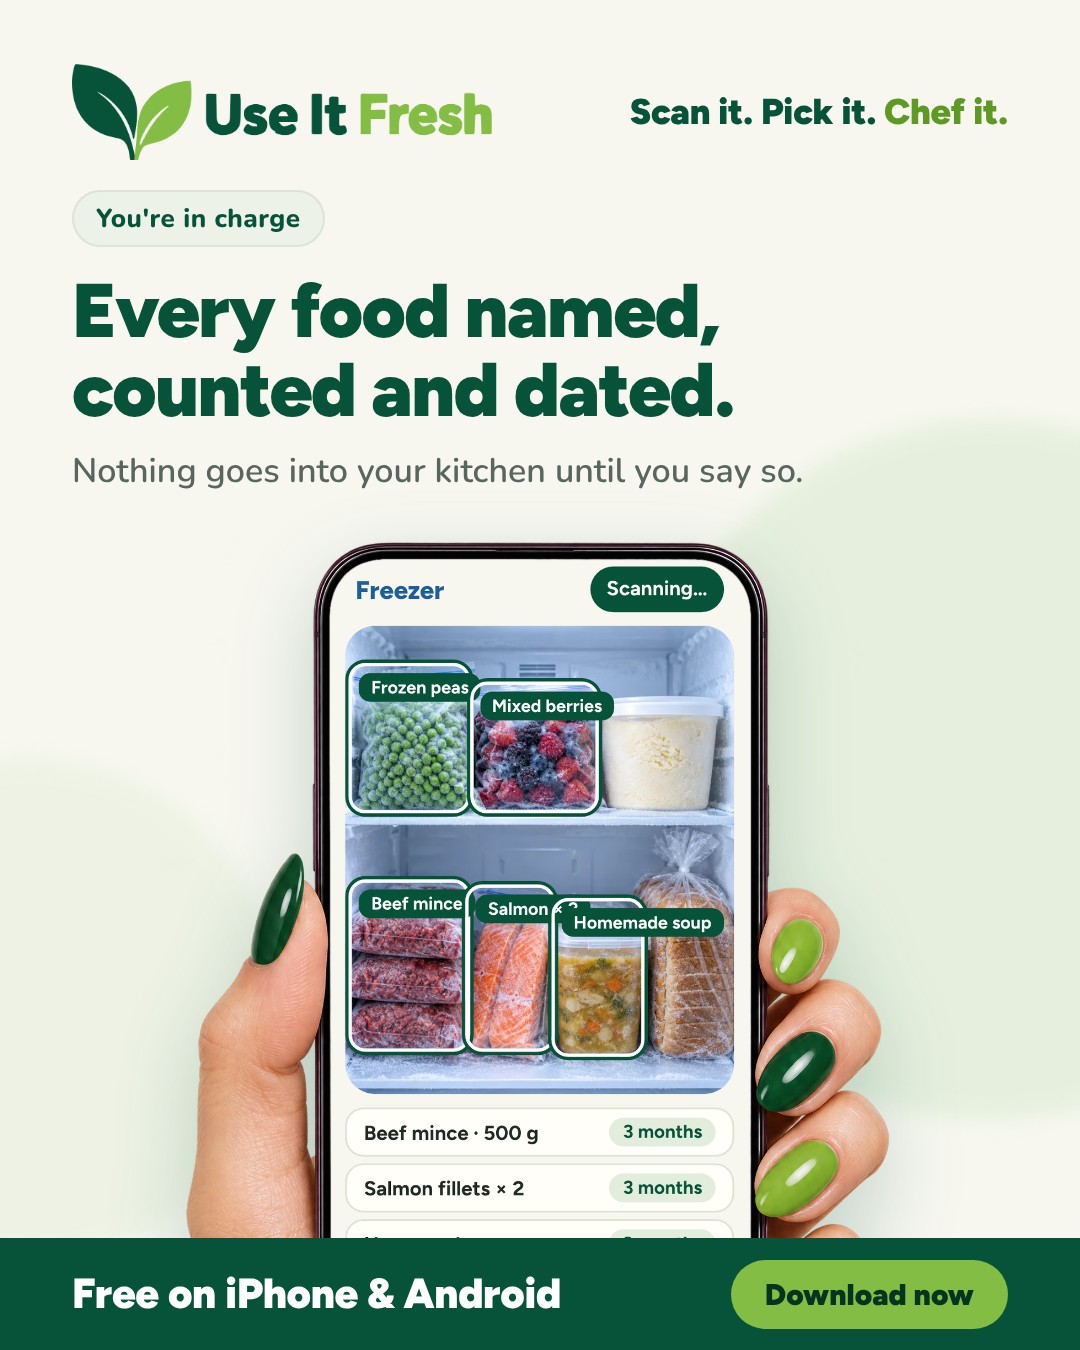 Use It Fresh
Scan it. Pick it. Chef it.
You're in charge
Every food named,
counted and dated.
Nothing goes into your kitchen until you say so.
Freezer
Scanning...
Frozen peas
Mixed berries
Beef mince
Salmon × 2
Homemade soup
Beef mince · 500 g
3 months
Salmon fillets × 2
3 months
Free on iPhone & Android
Download now